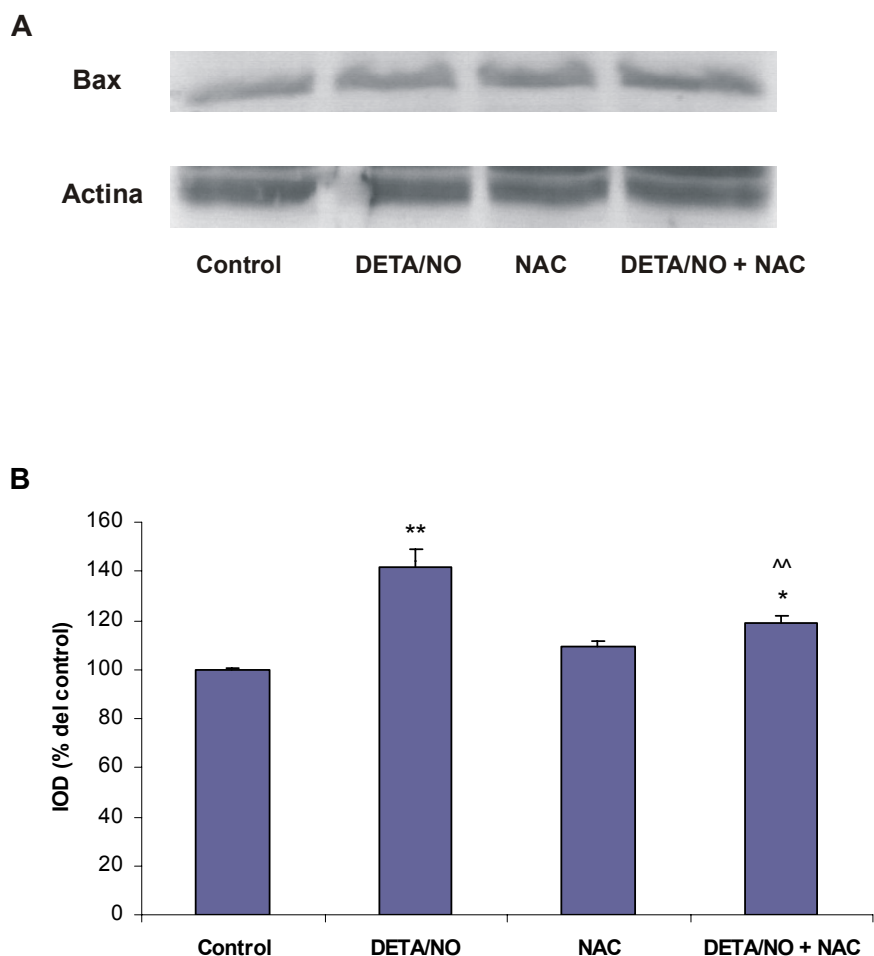 A
Bax
Actina
Control DETA/NO NAC DETA/NO + NAC
B
IOD (% del control)
160
140
120
100
80
60
40
20
0
**
^^
*
Control DETA/NO NAC DETA/NO + NAC